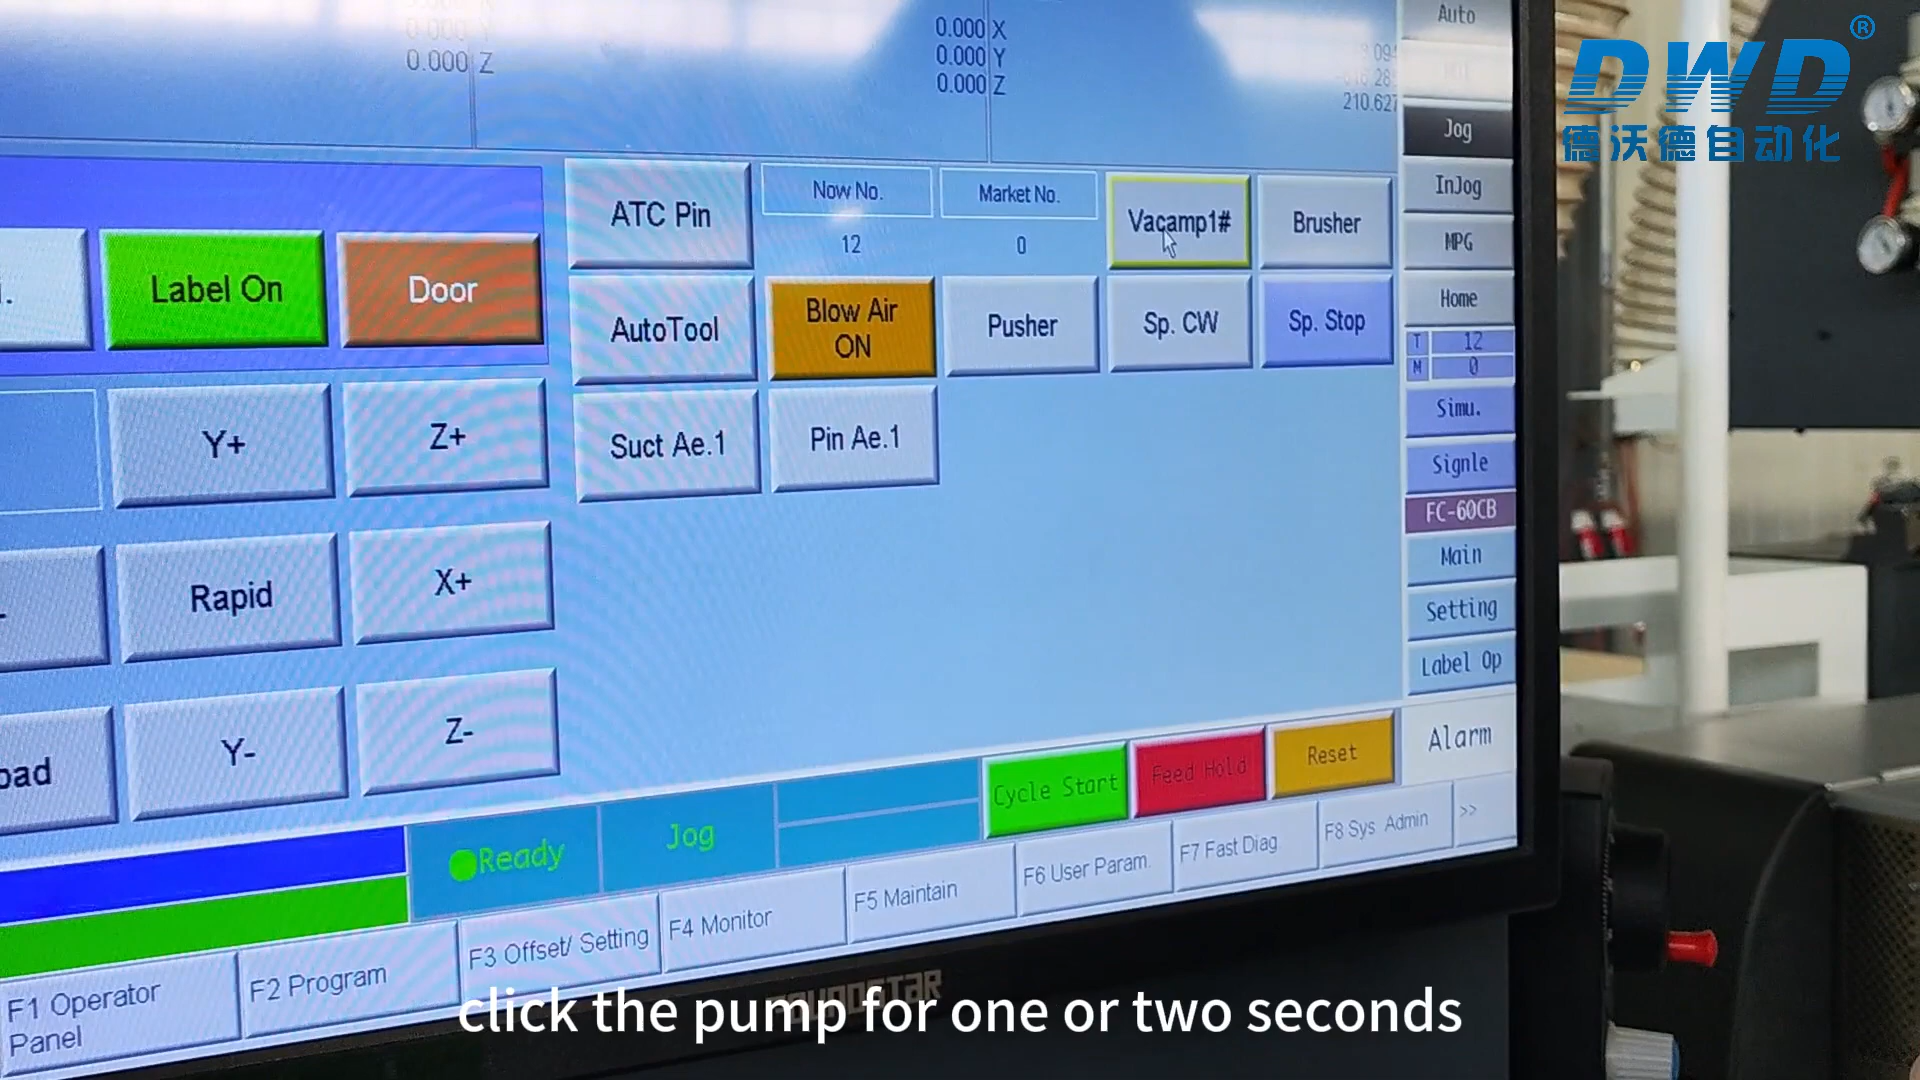 0.000 X
0.000 Y
0.000 Z
0.000 Z
210.627
Auto
Jog
InJog
MPG
Home
T 12
M 0
Simu.
Signle
FC-60CB
Main
Setting
Label Op
Alarm
DWD®
德沃德自动化
ATC Pin
Now No.
12
Market No.
0
Vacamp1#
Brusher
Label On
Door
AutoTool
Blow Air
ON
Pusher
Sp. CW
Sp. Stop
Suct Ae.1
Pin Ae.1
Y+
Z+
Rapid
X+
Y-
Z-
Cycle Start
Feed Hold
Reset
Ready
Jog
F1 Operator
Panel
F2 Program
F3 Offset/ Setting
F4 Monitor
F5 Maintain
F6 User Param.
F7 Fast Diag
F8 Sys Admin
>>
click the pump for one or two seconds